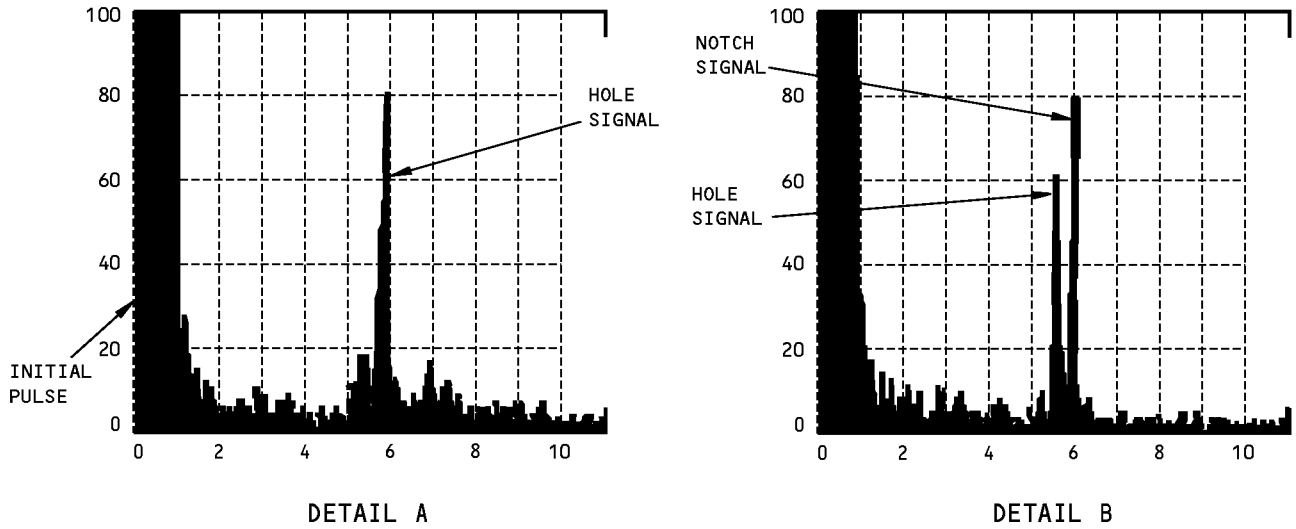 100
80
60
40
20
0
0 2 4 6 8 10
INITIAL
PULSE
HOLE
SIGNAL
DETAIL A
100
80
60
40
20
0
0 2 4 6 8 10
NOTCH
SIGNAL
HOLE
SIGNAL
DETAIL B